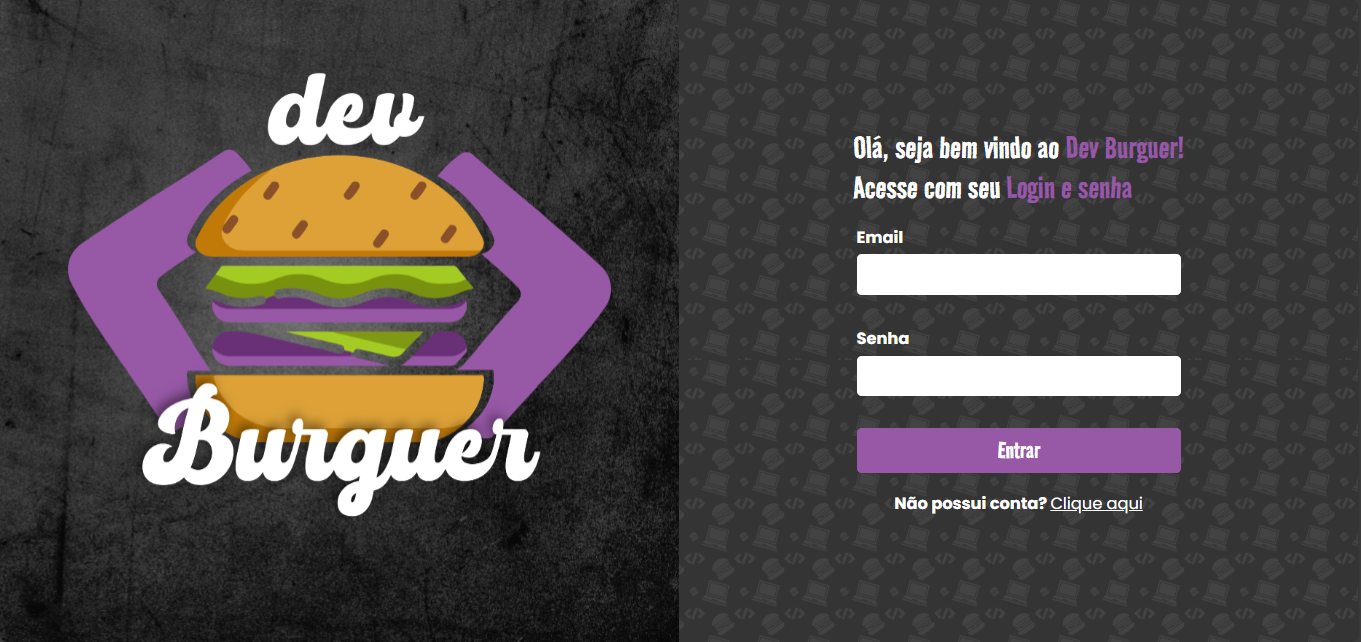 dev
Burguer
Olá, seja bem vindo ao Dev Burguer!
Acesse com seu Login e senha
Email
Senha
Entrar
Não possui conta? Clique aqui